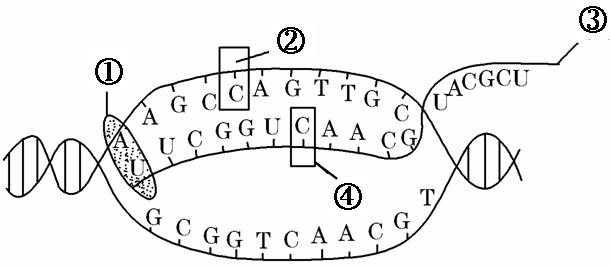 ①
②
③
A A G C C A G T T G C
U U C G G U C A A C G U A C G C U
④
G C G G T C A A C G T